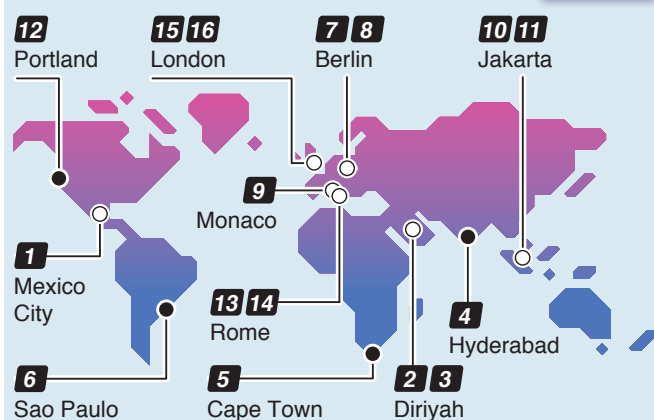 12
Portland
15 16
London
7 8
Berlin
10 11
Jakarta
9
Monaco
1
Mexico
City
13 14
Rome
4
Hyderabad
6
Sao Paulo
5
Cape Town
2 3
Diriyah